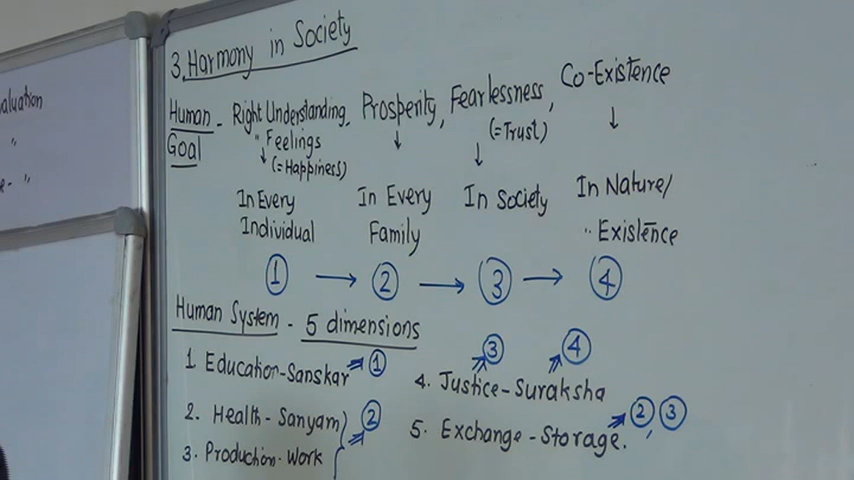 aluation
"
e- "
3. Harmony in Society
Human Goal - Right Understanding, Prosperity, Fearlessness, Co-Existence
" Feelings (=Trust)
↓ (=Happiness) ↓ ↓ ↓
In Every Individual In Every Family In Society In Nature/ " Existence
① → ② → ③ → ④
Human System - 5 dimensions
1. Education-Sanskar ⇒ ①
2. Health - Sanyam
3. Production-Work } ⇒ ②
③ ④
4. Justice-Suraksha
5. Exchange - Storage. ⇒ ②, ③